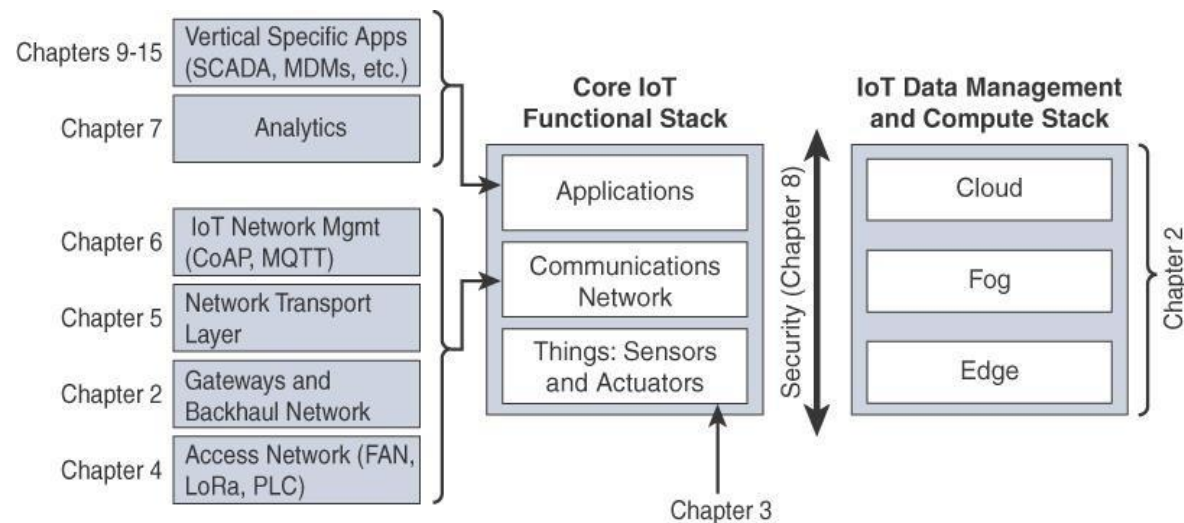 Chapters 9-15
Vertical Specific Apps
(SCADA, MDMs, etc.)
Chapter 7
Analytics
Chapter 6
IoT Network Mgmt
(CoAP, MQTT)
Chapter 5
Network Transport
Layer
Chapter 2
Gateways and
Backhaul Network
Chapter 4
Access Network (FAN,
LoRa, PLC)
Core IoT
Functional Stack
Applications
Communications
Network
Things: Sensors
and Actuators
Chapter 3
Security (Chapter 8)
IoT Data Management
and Compute Stack
Cloud
Fog
Edge
Chapter 2